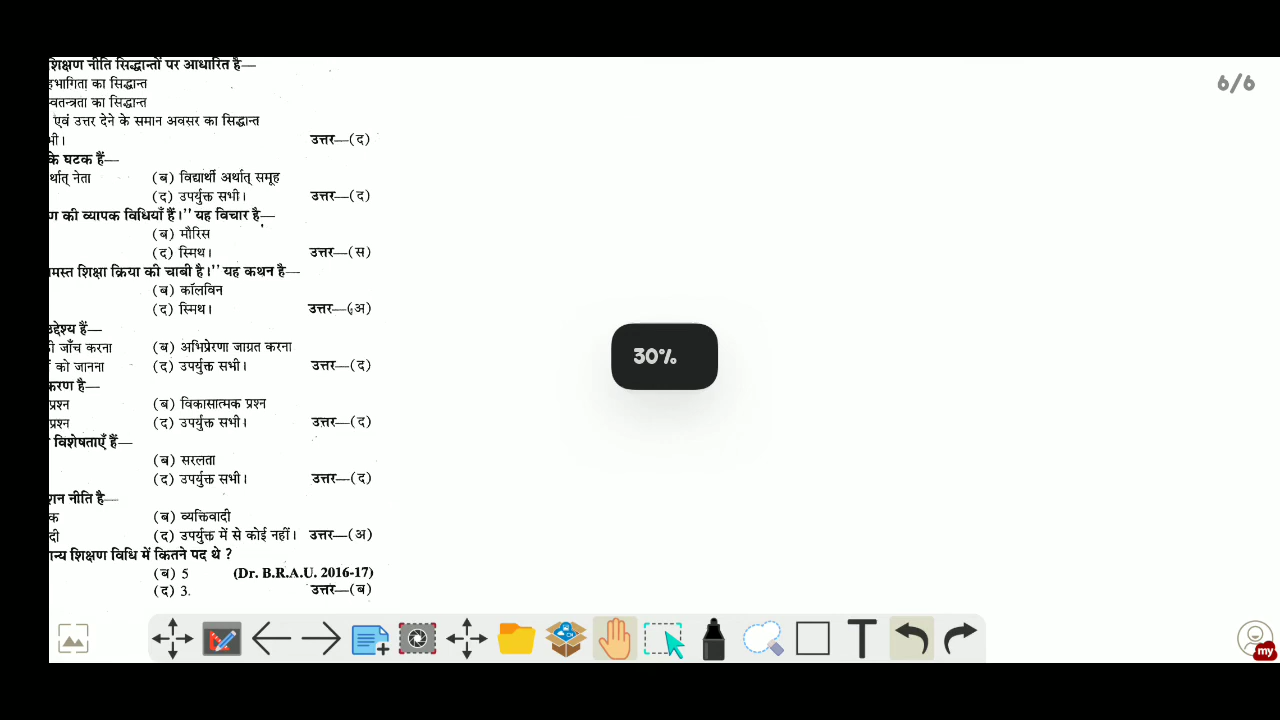 शिक्षण नीति सिद्धान्तों पर आधारित है—
6/6
हभागिता का सिद्धान्त
वतन्त्रता का सिद्धान्त
एवं उत्तर देने के समान अवसर का सिद्धान्त
भी। उत्तर—(द)
के घटक हैं—
र्थात् नेता (ब) विद्यार्थी अर्थात् समूह
(द) उपर्युक्त सभी। उत्तर—(द)
ण की व्यापक विधियाँ हैं।'' यह विचार है—
(ब) मौरिस
(द) स्मिथ। उत्तर—(स)
मस्त शिक्षा क्रिया की चाबी है।'' यह कथन है—
(ब) कॉलविन
(द) स्मिथ। उत्तर—(अ)
उद्देश्य हैं—
ी जाँच करना (ब) अभिप्रेरणा जाग्रत करना
को जानना (द) उपर्युक्त सभी। उत्तर—(द)
करण है—
प्रश्न (ब) विकासात्मक प्रश्न
प्रश्न (द) उपर्युक्त सभी। उत्तर—(द)
विशेषताएँ हैं—
(ब) सरलता
(द) उपर्युक्त सभी। उत्तर—(द)
शन नीति है—
क (ब) व्यक्तिवादी
दी (द) उपर्युक्त में से कोई नहीं। उत्तर—(अ)
न्य शिक्षण विधि में कितने पद थे ?
(ब) 5 (Dr. B.R.A.U. 2016-17)
(द) 3. उत्तर—(ब)
30%
T
my